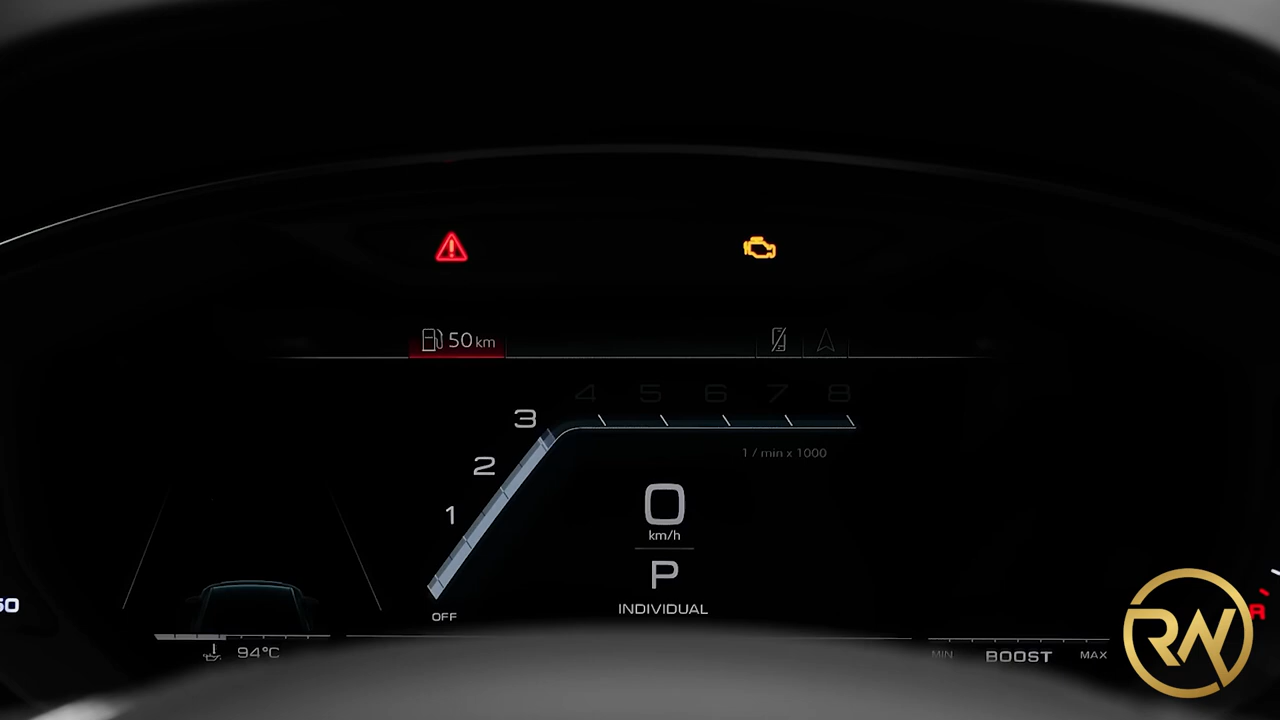 50 km
4 5 6 7 8
3
1 / min x 1000
2
0
1
km/h
P
INDIVIDUAL
OFF
94°C
MIN BOOST MAX
RW